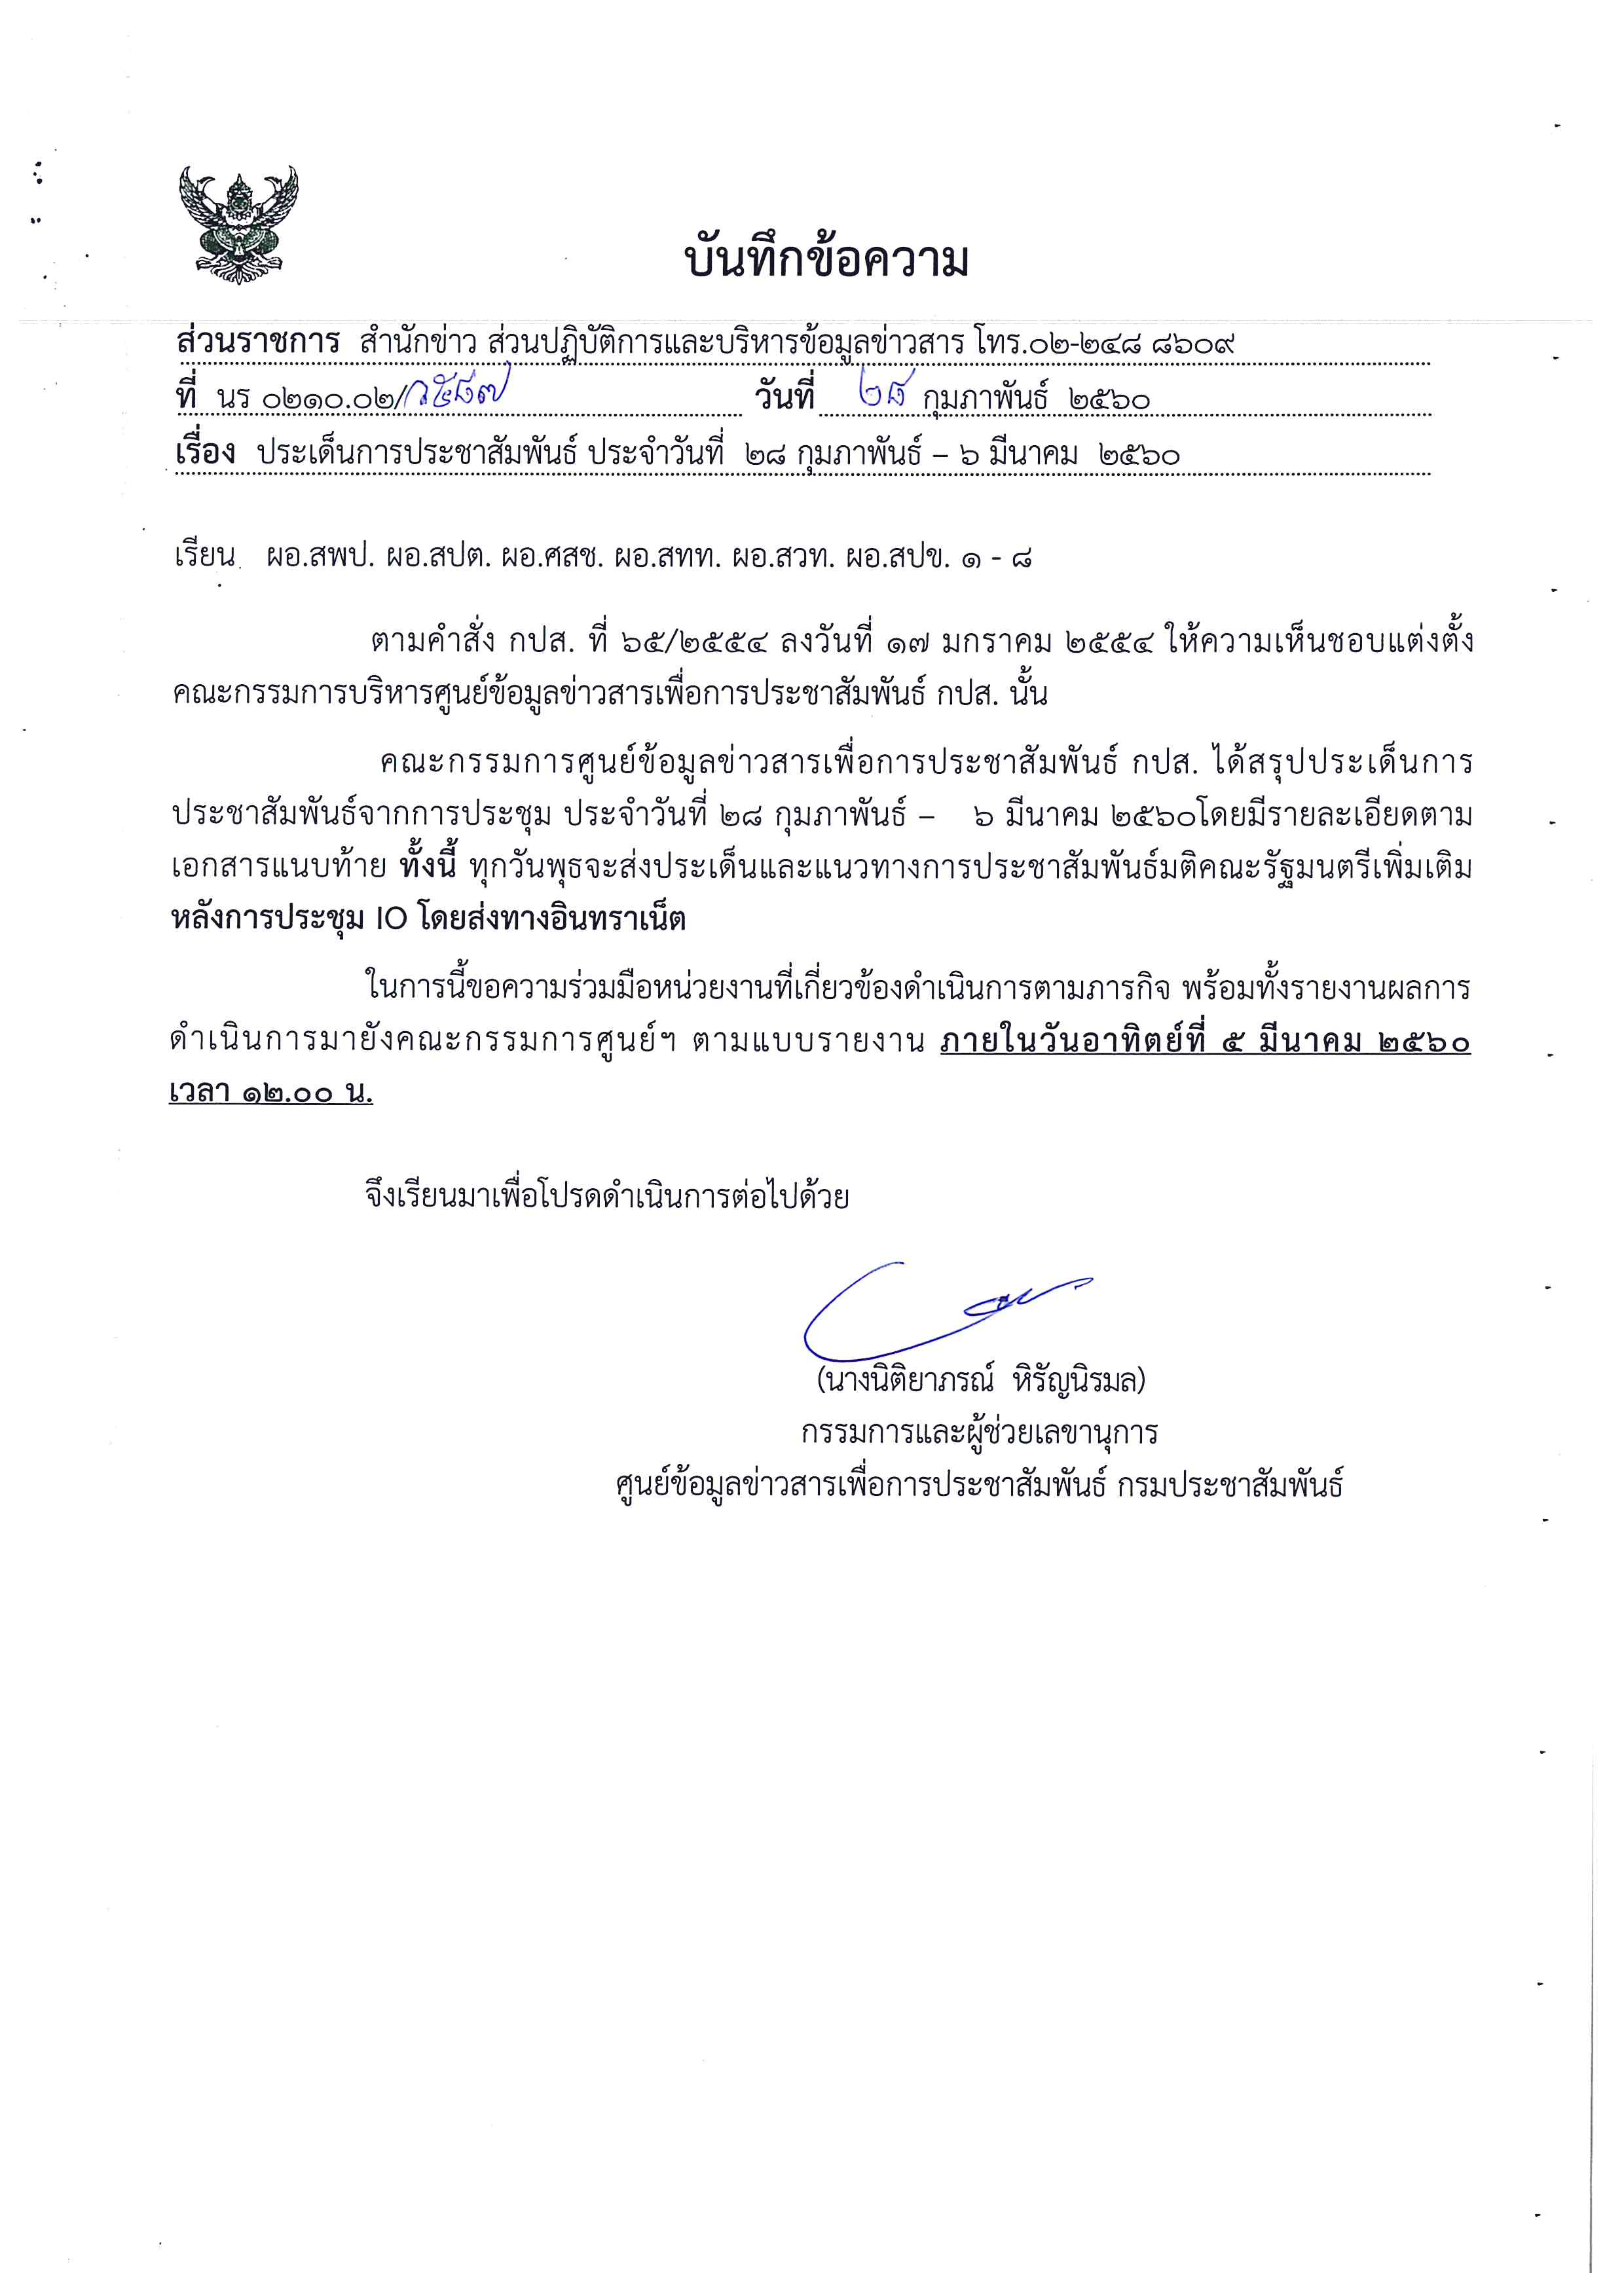 บันทึกข้อความ
ส่วนราชการ สำนักข่าว ส่วนปฏิบัติการและบริหารข้อมูลข่าวสาร โทร.๐๒-๒๔๘ ๘๖๐๙
ที่ นร ๐๒๑๐.๐๒/ว๕๘๗ วันที่ ๒๘ กุมภาพันธ์ ๒๕๖๐
เรื่อง ประเด็นการประชาสัมพันธ์ ประจำวันที่ ๒๘ กุมภาพันธ์ – ๖ มีนาคม ๒๕๖๐
เรียน ผอ.สพป. ผอ.สปต. ผอ.ศสช. ผอ.สทท. ผอ.สวท. ผอ.สปข. ๑ - ๘
ตามคำสั่ง กปส. ที่ ๖๕/๒๕๕๔ ลงวันที่ ๑๗ มกราคม ๒๕๕๔ ให้ความเห็นชอบแต่งตั้ง
คณะกรรมการบริหารศูนย์ข้อมูลข่าวสารเพื่อการประชาสัมพันธ์ กปส. นั้น
คณะกรรมการศูนย์ข้อมูลข่าวสารเพื่อการประชาสัมพันธ์ กปส. ได้สรุปประเด็นการ
ประชาสัมพันธ์จากการประชุม ประจำวันที่ ๒๘ กุมภาพันธ์ – ๖ มีนาคม ๒๕๖๐โดยมีรายละเอียดตาม
เอกสารแนบท้าย ทั้งนี้ ทุกวันพุธจะส่งประเด็นและแนวทางการประชาสัมพันธ์มติคณะรัฐมนตรีเพิ่มเติม
หลังการประชุม IO โดยส่งทางอินทราเน็ต
ในการนี้ขอความร่วมมือหน่วยงานที่เกี่ยวข้องดำเนินการตามภารกิจ พร้อมทั้งรายงานผลการ
ดำเนินการมายังคณะกรรมการศูนย์ฯ ตามแบบรายงาน ภายในวันอาทิตย์ที่ ๕ มีนาคม ๒๕๖๐
เวลา ๑๒.๐๐ น.
จึงเรียนมาเพื่อโปรดดำเนินการต่อไปด้วย
(นางนิติยาภรณ์ หิรัญนิรมล)
กรรมการและผู้ช่วยเลขานุการ
ศูนย์ข้อมูลข่าวสารเพื่อการประชาสัมพันธ์ กรมประชาสัมพันธ์